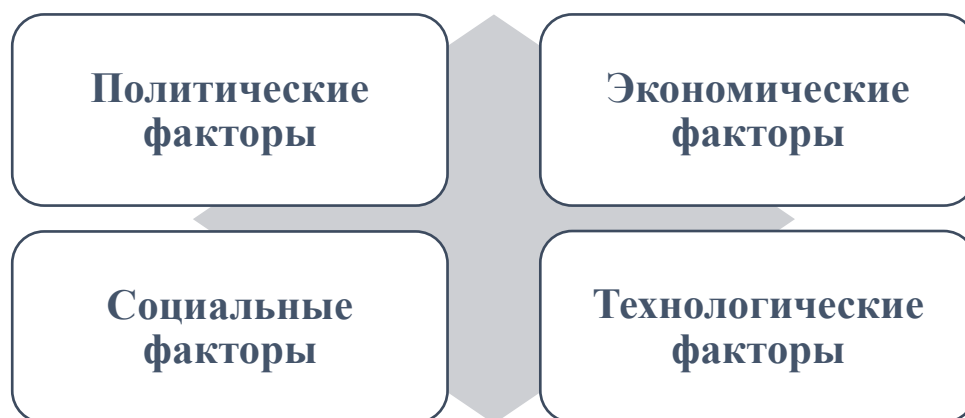 Политические
факторы
Экономические
факторы
Социальные
факторы
Технологические
факторы